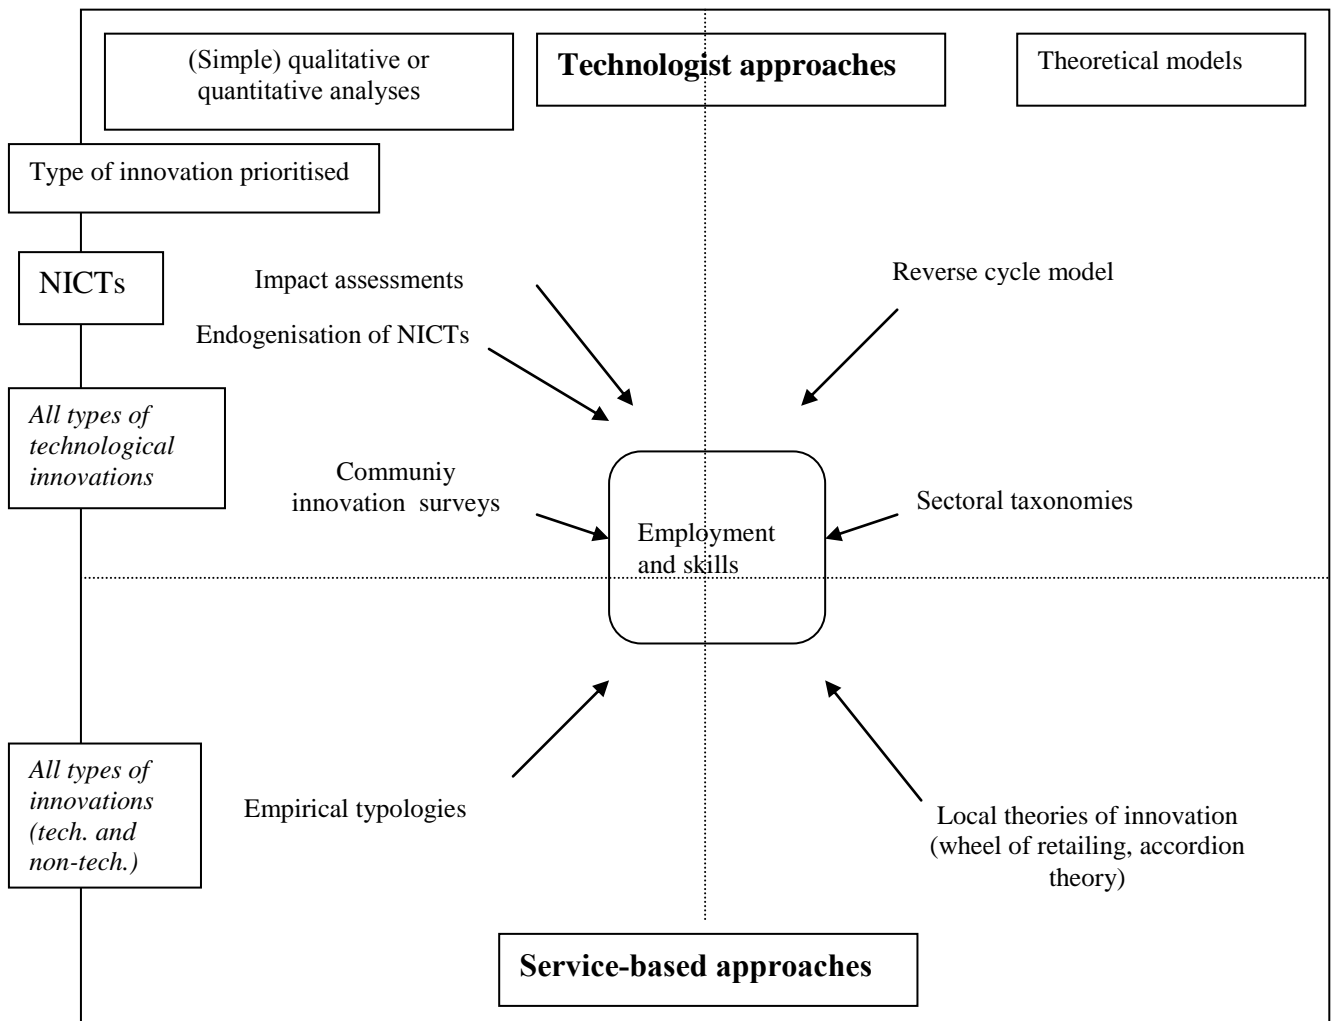 (Simple) qualitative or
quantitative analyses
Technologist approaches
Theoretical models
Type of innovation prioritised
NICTs
Impact assessments
Reverse cycle model
Endogenisation of NICTs
All types of
technological
innovations
Communiy
innovation surveys
Employment
and skills
Sectoral taxonomies
All types of
innovations
(tech. and
non-tech.)
Empirical typologies
Local theories of innovation
(wheel of retailing, accordion
theory)
Service-based approaches